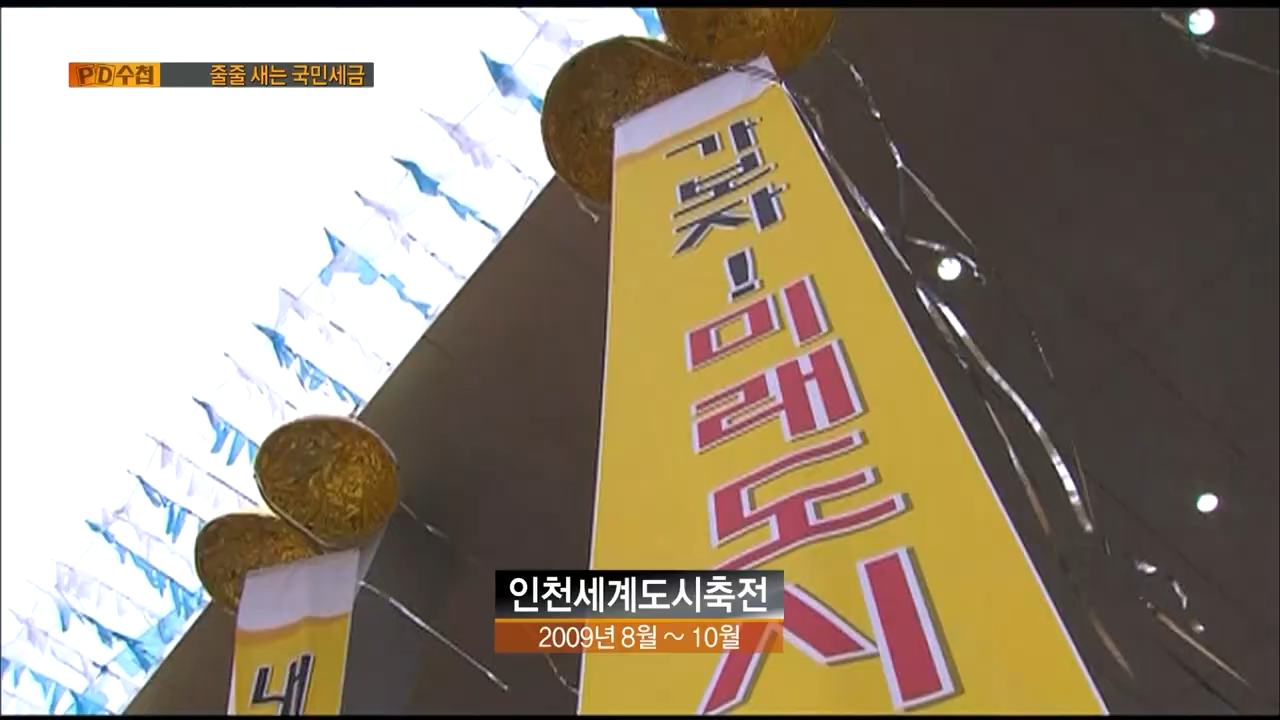 PD수첩 줄줄 새는 국민세금
가보자! 미래도시
내
인천세계도시축전
2009년 8월 ~ 10월